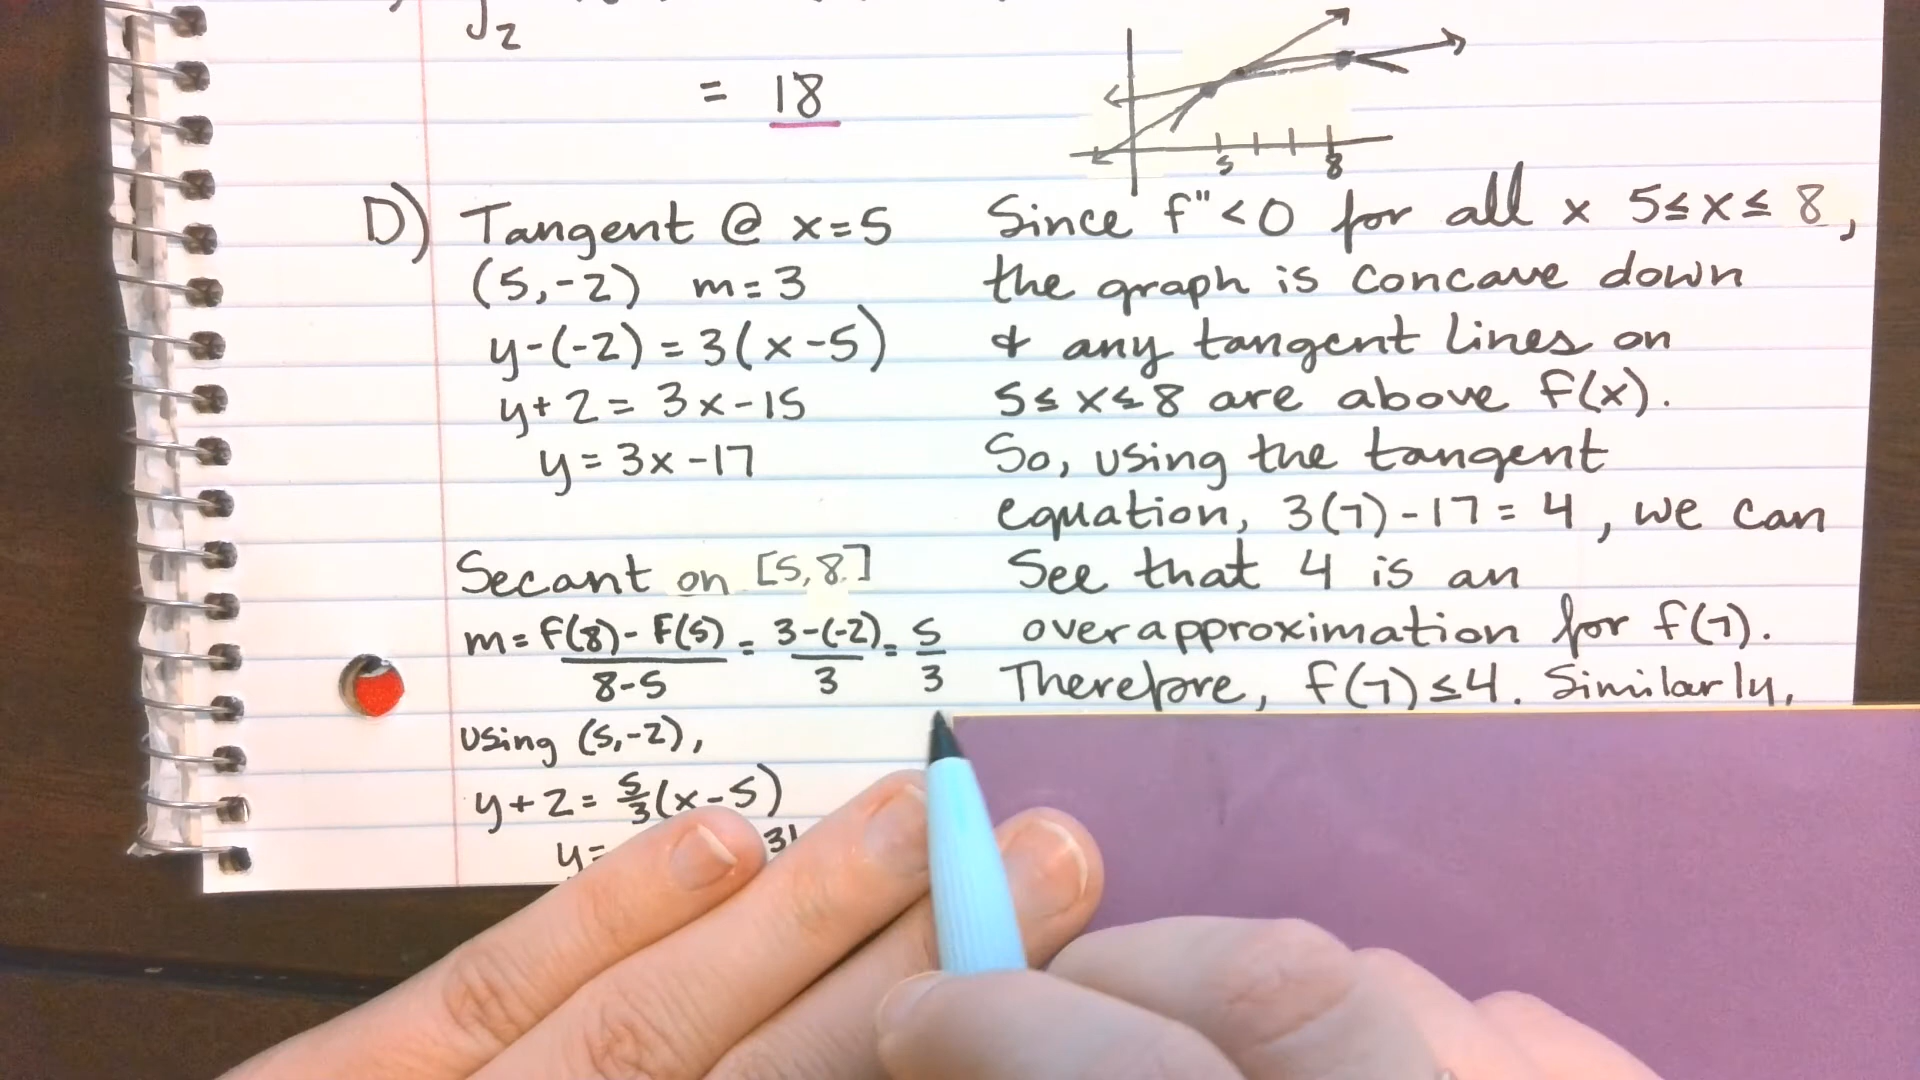 ∫2
= 18
5 8
D) Tangent @ x=5
(5,-2) m=3
y-(-2)=3(x-5)
y+2=3x-15
y=3x-17
Secant on [5,8]
m=f(8)-f(5)/8-5 = 3-(-2)/3 = 5/3
using (5,-2),
y+2=5/3(x-5)
y= 31
Since f"<0 for all x 5≤x≤8,
the graph is concave down
& any tangent lines on
5≤x≤8 are above f(x).
So, using the tangent
equation, 3(7)-17=4, we can
See that 4 is an
overapproximation for f(7).
Therefore, f(7)≤4. Similarly,